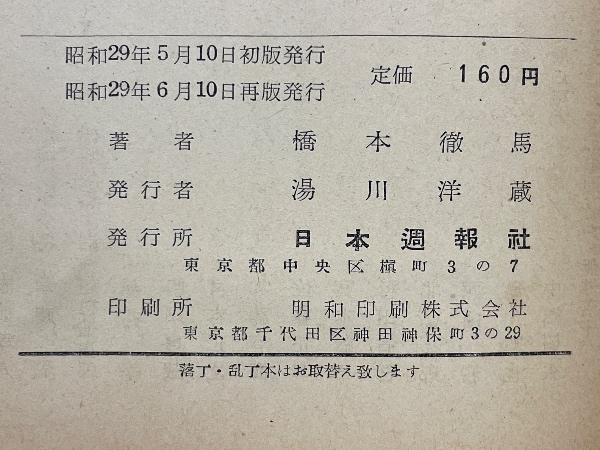 昭和29年5月10日初版発行
昭和29年6月10日再版発行
定価 160円
著者 橋本徹馬
発行者 湯川洋蔵
発行所 日本週報社
東京都中央区槇町3の7
印刷所 明和印刷株式会社
東京都千代田区神田神保町3の29
落丁・乱丁本はお取替え致します